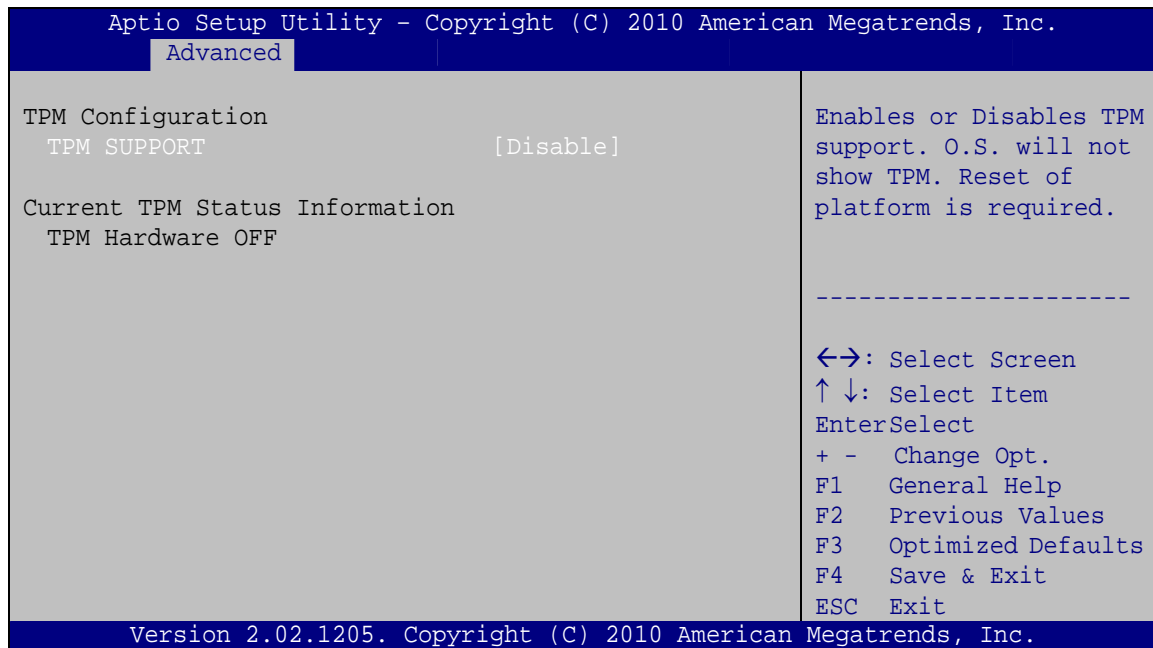 Aptio Setup Utility – Copyright (C) 2010 American Megatrends, Inc.
Advanced
TPM Configuration
TPM SUPPORT [Disable]
Current TPM Status Information
TPM Hardware OFF
Enables or Disables TPM
support. O.S. will not
show TPM. Reset of
platform is required.
----------------------
←→: Select Screen
↑ ↓: Select Item
EnterSelect
+ - Change Opt.
F1 General Help
F2 Previous Values
F3 Optimized Defaults
F4 Save & Exit
ESC Exit
Version 2.02.1205. Copyright (C) 2010 American Megatrends, Inc.